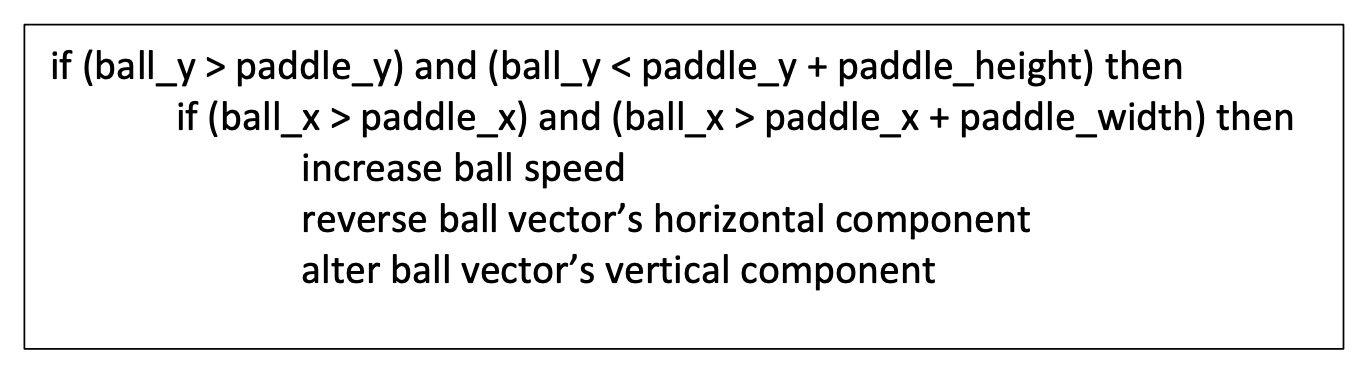 if (ball_y > paddle_y) and (ball_y < paddle_y + paddle_height) then
if (ball_x > paddle_x) and (ball_x > paddle_x + paddle_width) then
increase ball speed
reverse ball vector’s horizontal component
alter ball vector’s vertical component